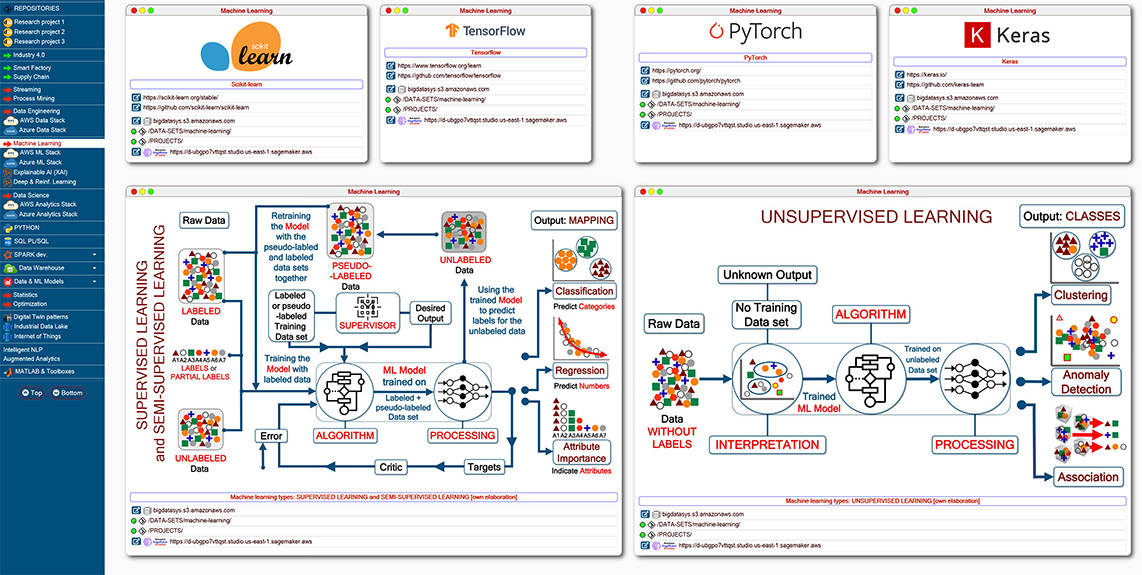 REPOSITORIES
Research project 1
Research project 2
Research project 3
Industry 4.0
Smart Factory
Supply Chain
Streaming
Process Mining
Data Engineering
AWS Data Stack
Azure Data Stack
Machine Learning
AWS ML Stack
Azure ML Stack
Explainable AI (XAI)
Deep & Reinf. Learning
Data Science
AWS Analytics Stack
Azure Analytics Stack
PYTHON
SQL PL/SQL
SPARK dev.
Data Warehouse
Data & ML Models
Statistics
Optimization
Digital Twin patterns
Industrial Data Lake
Internet of Things
Intelligent NLP
Augmented Analytics
MATLAB & Toolboxes
Top
Bottom
Machine Learning
scikit
learn
Scikit-learn
https://scikit-learn.org/stable/
https://github.com/scikit-learn/scikit-learn
bigdatasys.s3.amazonaws.com
/DATA-SETS/machine-learning/
/PROJECTS/
https://d-ubgpo7vttqst.studio.us-east-1.sagemaker.aws
Machine Learning
TensorFlow
Tensorflow
https://www.tensorflow.org/learn
https://github.com/tensorflow/tensorflow
bigdatasys.s3.amazonaws.com
/DATA-SETS/machine-learning/
/PROJECTS/
https://d-ubgpo7vttqst.studio.us-east-1.sagemaker.aws
Machine Learning
PyTorch
PyTorch
https://pytorch.org/
https://github.com/pytorch/pytorch
bigdatasys.s3.amazonaws.com
/DATA-SETS/machine-learning/
/PROJECTS/
https://d-ubgpo7vttqst.studio.us-east-1.sagemaker.aws
Machine Learning
K Keras
Keras
https://keras.io/
https://github.com/keras-team
bigdatasys.s3.amazonaws.com
/DATA-SETS/machine-learning/
/PROJECTS/
https://d-ubgpo7vttqst.studio.us-east-1.sagemaker.aws
Machine Learning
SUPERVISED LEARNING
and SEMI-SUPERVISED LEARNING
Raw Data
LABELED
Data
A1 A2 A3 A4 A5 A6 A7
LABELS or
PARTIAL LABELS
UNLABELED
Data
Retraining
the Model
with the
pseudo-labeled
and labeled
data sets
together
PSEUDO-
-LABELED
Data
UNLABELED
Data
Labeled
or pseudo
-labeled
Training
Data set
SUPERVISOR
Desired
Output
Using the
trained Model
to predict
labels for the
unlabeled data
Training the
Model with
labeled data
ML Model
trained on
Labeled +
pseudo-labeled
Data set
ALGORITHM
PROCESSING
Error
Critic
Targets
Output: MAPPING
Classification
Predict Categories
Regression
Predict Numbers
A1 A2 A3 A4 A5 A6 A7
Attribute
Importance
Indicate Attributes
Machine learning types: SUPERVISED LEARNING and SEMI-SUPERVISED LEARNING [own elaboration]
bigdatasys.s3.amazonaws.com
/DATA-SETS/machine-learning/
/PROJECTS/
https://d-ubgpo7vttqst.studio.us-east-1.sagemaker.aws
Machine Learning
UNSUPERVISED LEARNING
Output: CLASSES
Unknown Output
No Training
Data set
Raw Data
Data
WITHOUT
LABELS
ALGORITHM
Trained
ML Model
Trained on
unlabeled
Data set
INTERPRETATION
PROCESSING
Clustering
Anomaly
Detection
Association
Machine learning types: UNSUPERVISED LEARNING [own elaboration]
bigdatasys.s3.amazonaws.com
/DATA-SETS/machine-learning/
/PROJECTS/
https://d-ubgpo7vttqst.studio.us-east-1.sagemaker.aws